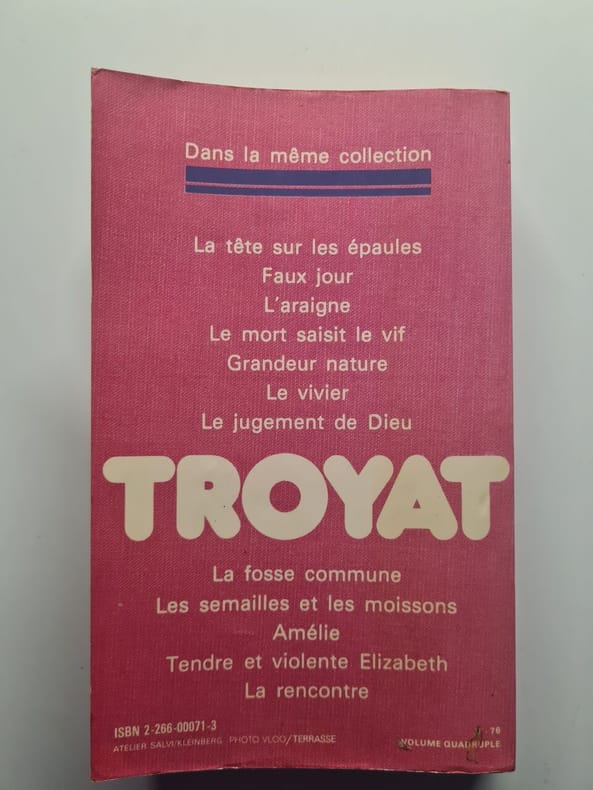 Dans la même collection
La tête sur les épaules
Faux jour
L'araigne
Le mort saisit le vif
Grandeur nature
Le vivier
Le jugement de Dieu
TROYAT
La fosse commune
Les semailles et les moissons
Amélie
Tendre et violente Elizabeth
La rencontre
ISBN 2-266-00071-3
76
ATELIER SALVI/KLEINBERG PHOTO VLOO/TERRASSE
VOLUME QUADRUPLE